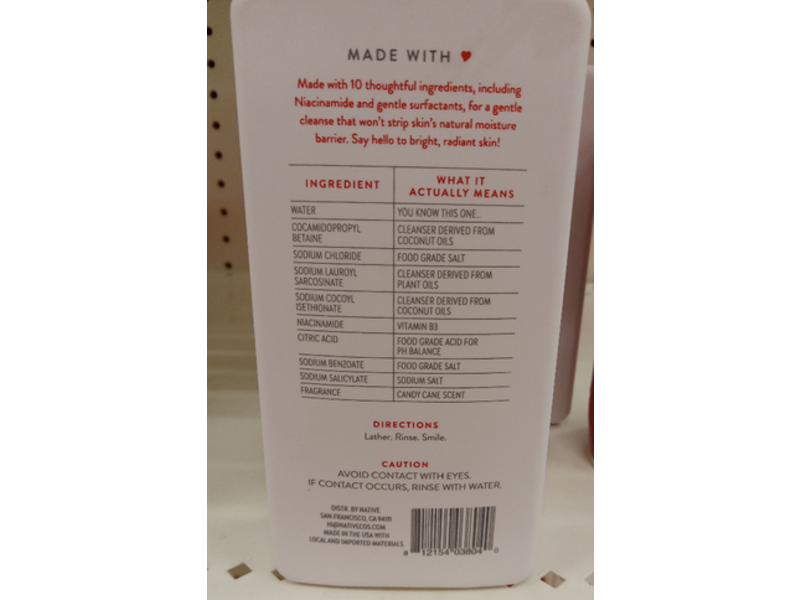 MADE WITH ♥
Made with 10 thoughtful ingredients, including
Niacinamide and gentle surfactants, for a gentle
cleanse that won't strip skin's natural moisture
barrier. Say hello to bright, radiant skin!
INGREDIENT
WHAT IT
ACTUALLY MEANS
WATER
YOU KNOW THIS ONE...
COCAMIDOPROPYL
BETAINE
CLEANSER DERIVED FROM
COCONUT OILS
SODIUM CHLORIDE
FOOD GRADE SALT
SODIUM LAUROYL
SARCOSINATE
CLEANSER DERIVED FROM
PLANT OILS
SODIUM COCOYL
ISETHIONATE
CLEANSER DERIVED FROM
COCONUT OILS
NIACINAMIDE
VITAMIN B3
CITRIC ACID
FOOD GRADE ACID FOR
PH BALANCE
SODIUM BENZOATE
FOOD GRADE SALT
SODIUM SALICYLATE
SODIUM SALT
FRAGRANCE
CANDY CANE SCENT
DIRECTIONS
Lather. Rinse. Smile.
CAUTION
AVOID CONTACT WITH EYES.
IF CONTACT OCCURS, RINSE WITH WATER.
DISTR. BY NATIVE
SAN FRANCISCO, CA 94111
HI@NATIVECOS.COM
MADE IN THE USA WITH
LOCAL AND IMPORTED MATERIALS.
8 12154 03804 0